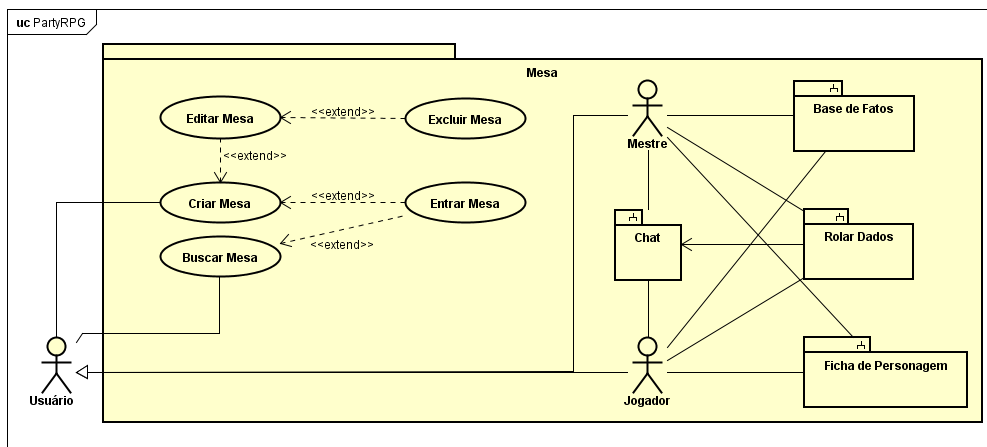 uc PartyRPG
Mesa
Editar Mesa
<<extend>>
Excluir Mesa
<<extend>>
Criar Mesa
<<extend>>
Entrar Mesa
Buscar Mesa
<<extend>>
Usuário
Mestre
Base de Fatos
Chat
Rolar Dados
Jogador
Ficha de Personagem